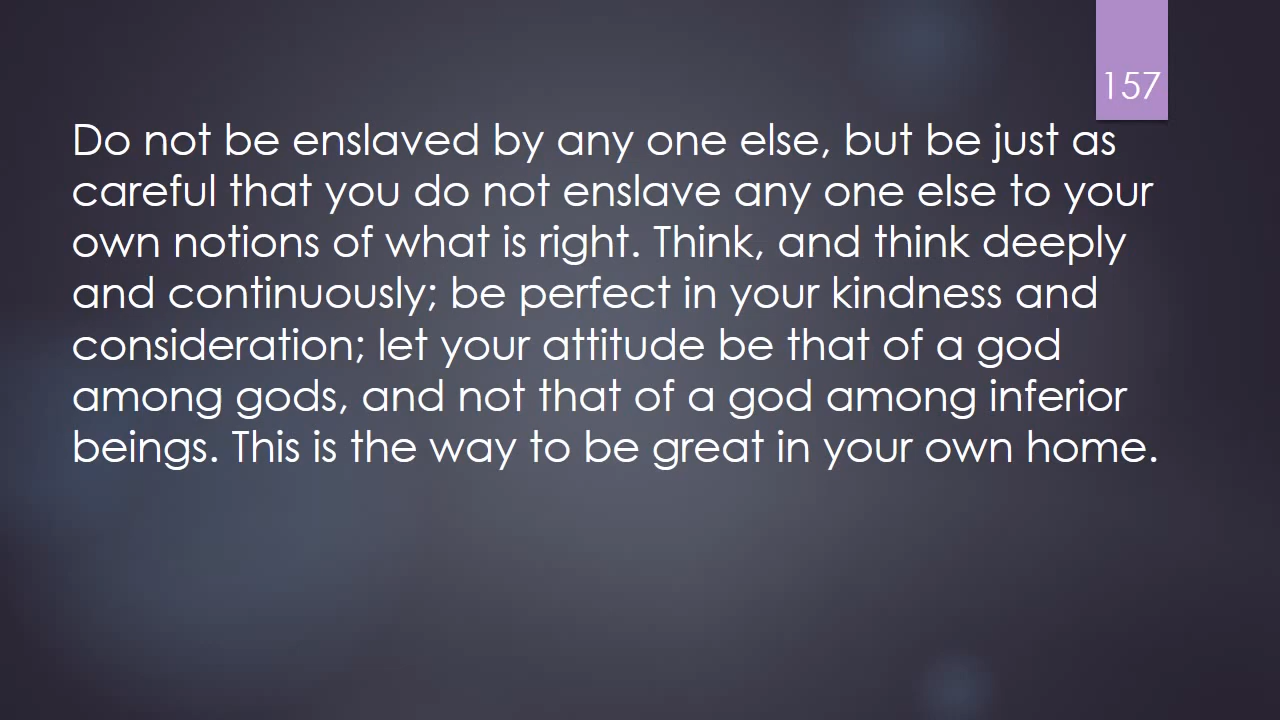 157
Do not be enslaved by any one else, but be just as
careful that you do not enslave any one else to your
own notions of what is right. Think, and think deeply
and continuously; be perfect in your kindness and
consideration; let your attitude be that of a god
among gods, and not that of a god among inferior
beings. This is the way to be great in your own home.